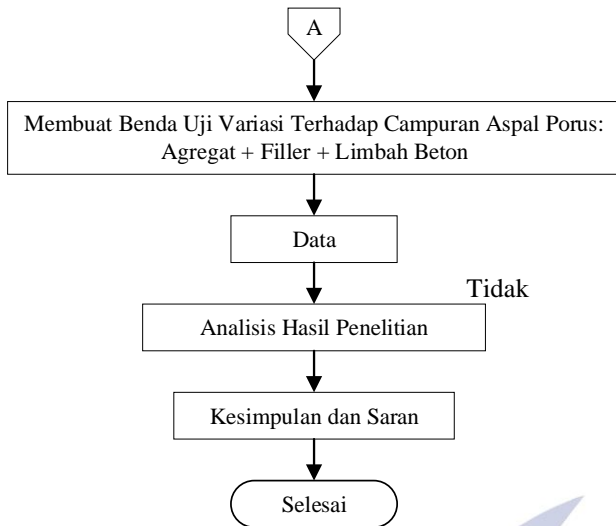 A
Membuat Benda Uji Variasi Terhadap Campuran Aspal Porus:
Agregat + Filler + Limbah Beton
Data
Tidak
Analisis Hasil Penelitian
Kesimpulan dan Saran
Selesai